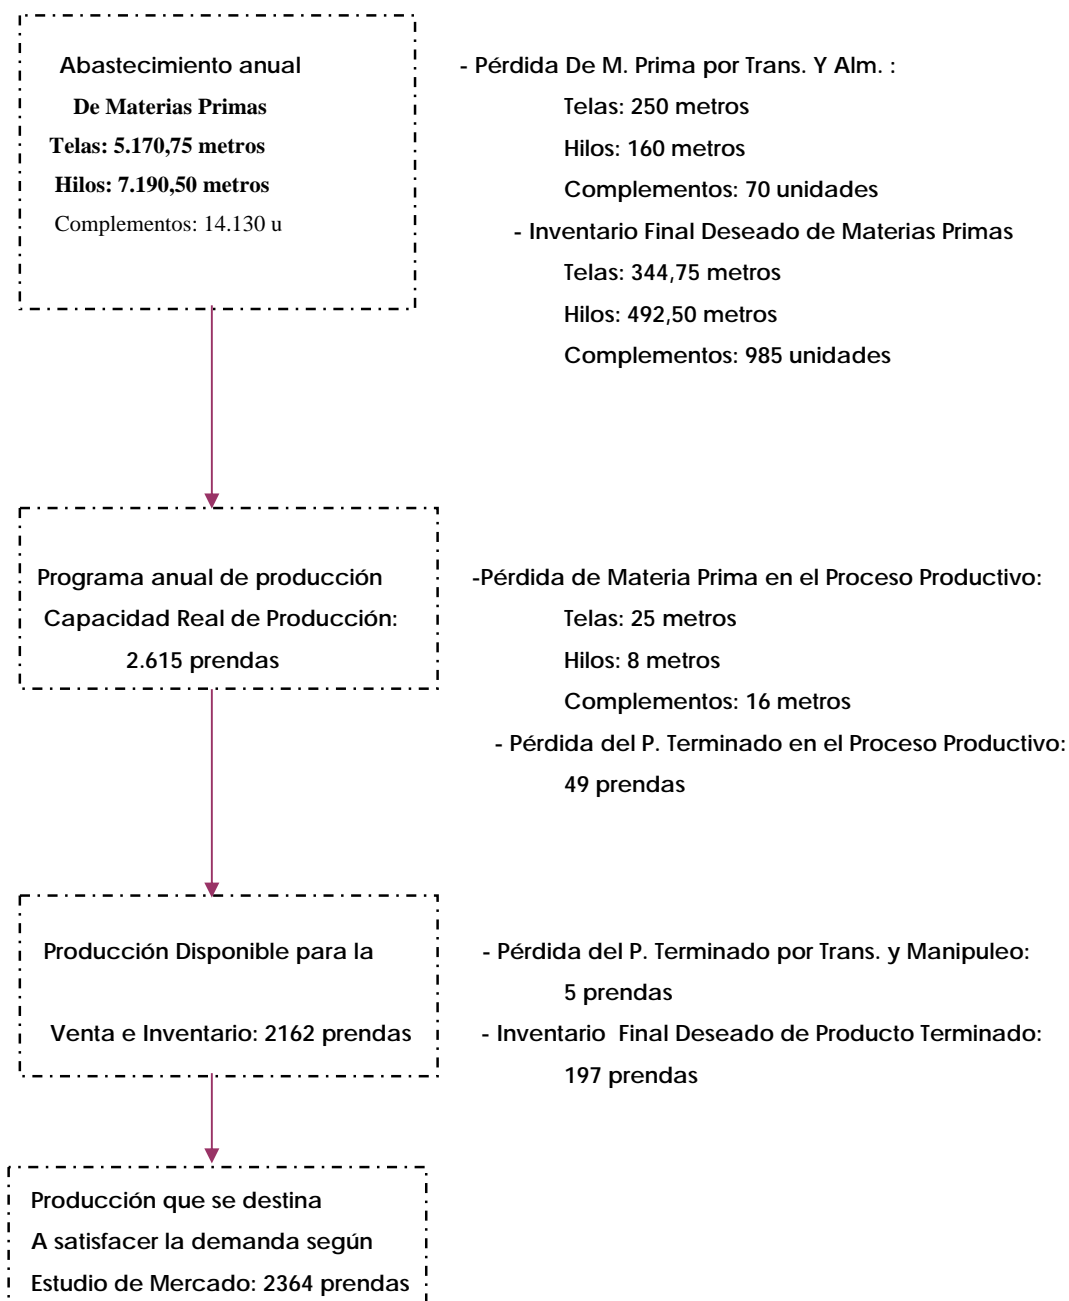 Abastecimiento anual
De Materias Primas
Telas: 5.170,75 metros
Hilos: 7.190,50 metros
Complementos: 14.130 u
- Pérdida De M. Prima por Trans. Y Alm. :
Telas: 250 metros
Hilos: 160 metros
Complementos: 70 unidades
- Inventario Final Deseado de Materias Primas
Telas: 344,75 metros
Hilos: 492,50 metros
Complementos: 985 unidades
Programa anual de producción
Capacidad Real de Producción:
2.615 prendas
-Pérdida de Materia Prima en el Proceso Productivo:
Telas: 25 metros
Hilos: 8 metros
Complementos: 16 metros
- Pérdida del P. Terminado en el Proceso Productivo:
49 prendas
Producción Disponible para la
Venta e Inventario: 2162 prendas
- Pérdida del P. Terminado por Trans. y Manipuleo:
5 prendas
- Inventario Final Deseado de Producto Terminado:
197 prendas
Producción que se destina
A satisfacer la demanda según
Estudio de Mercado: 2364 prendas